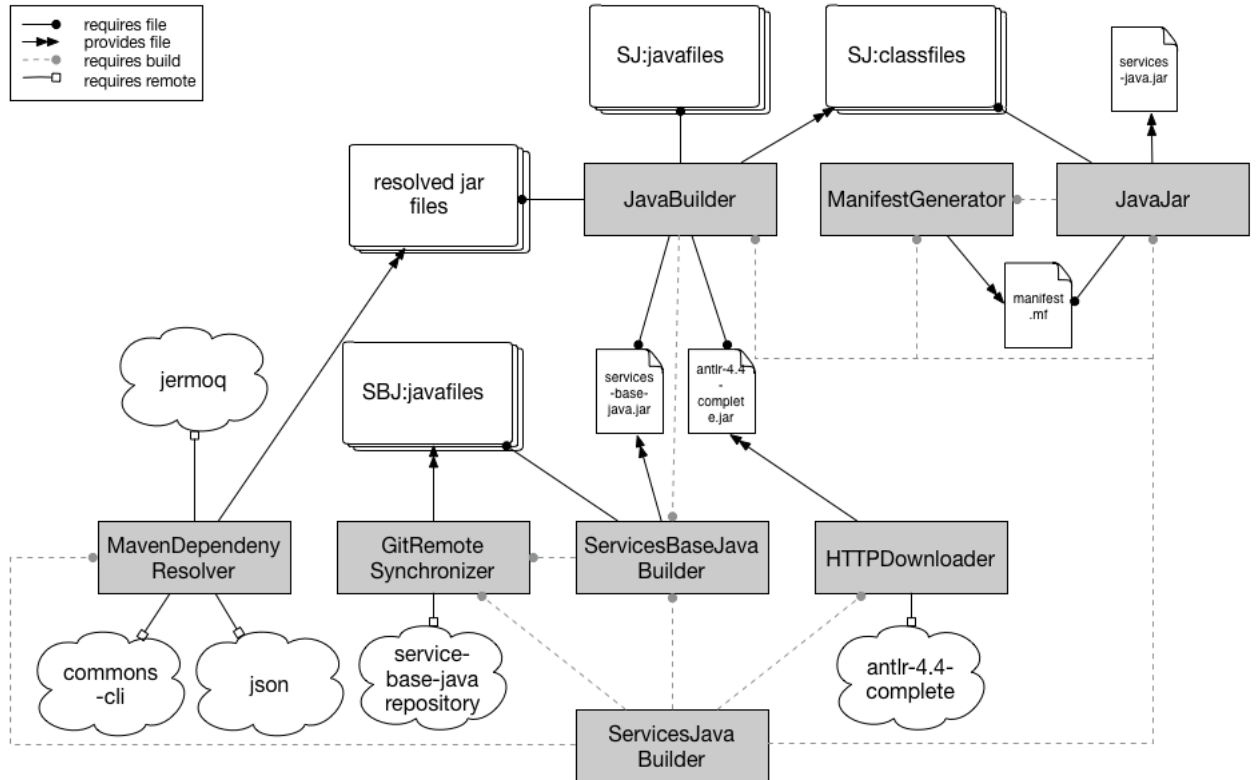 requires file
provides file
requires build
requires remote
SJ:javafiles
SJ:classfiles
services
-java.jar
resolved jar
files
JavaBuilder
ManifestGenerator
JavaJar
manifest
.mf
jermoq
SBJ:javafiles
services
-base-
java.jar
antlr-4.4
-
complet
e.jar
MavenDependeny
Resolver
GitRemote
Synchronizer
ServicesBaseJava
Builder
HTTPDownloader
commons
-cli
json
service-
base-java
repository
antlr-4.4-
complete
ServicesJava
Builder